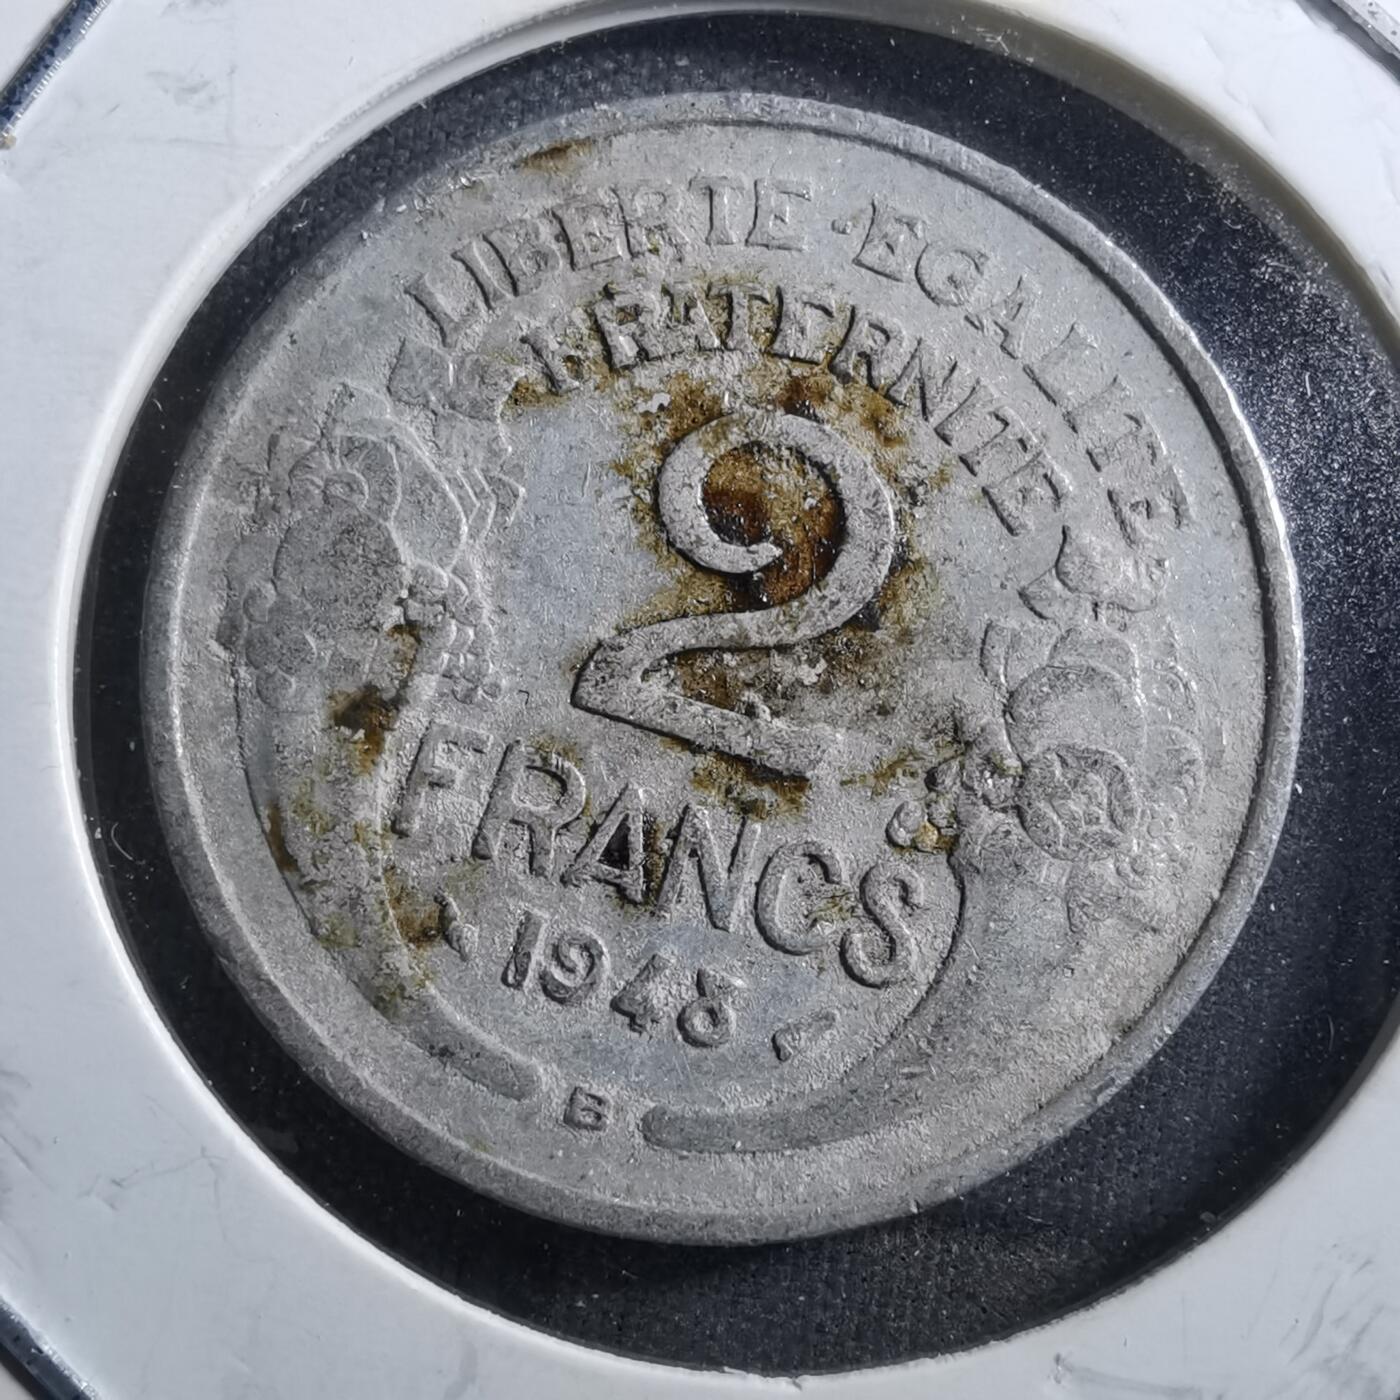 LIBERTE · EGALITE
FRATERNITE
2
FRANCS
1948
B